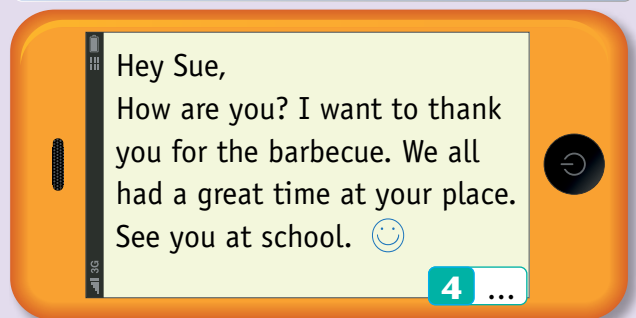 Hey Sue,
How are you? I want to thank
you for the barbecue. We all
had a great time at your place.
See you at school.
4 ...
3G